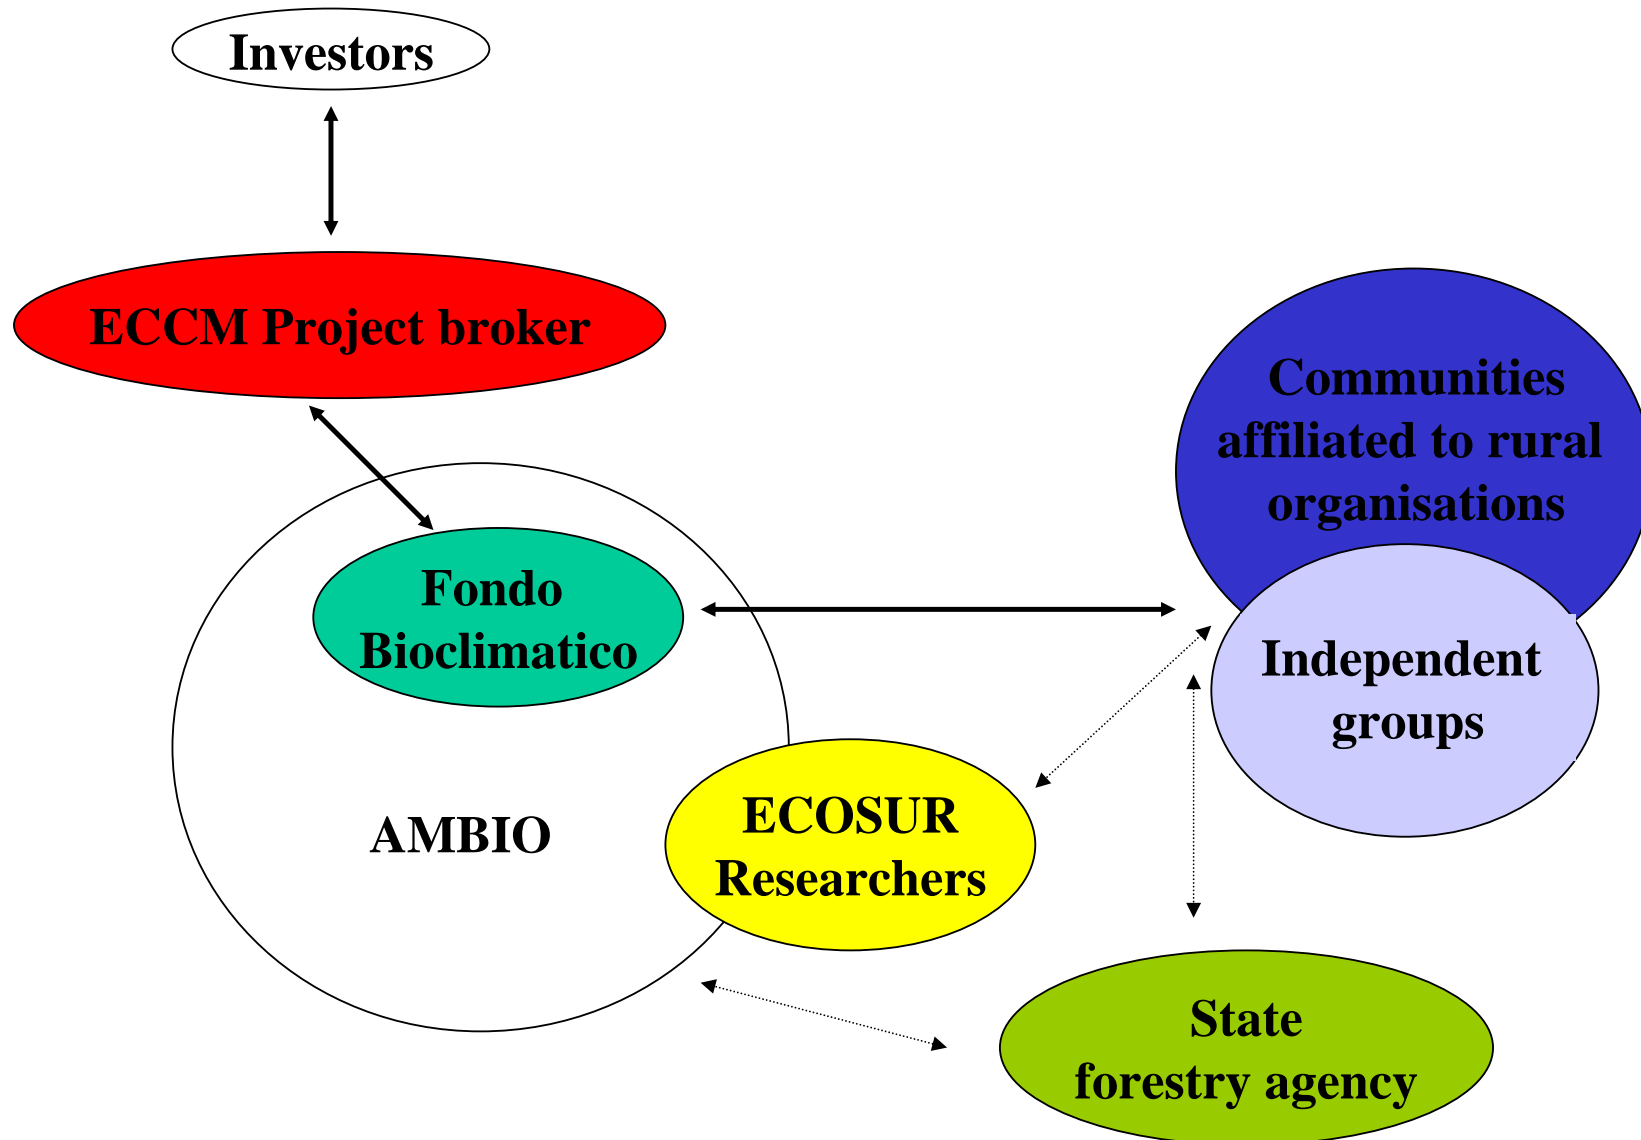 Investors
ECCM Project broker
Communities
affiliated to rural
organisations
Fondo
Bioclimatico
Independent
groups
AMBIO
ECOSUR
Researchers
State
forestry agency